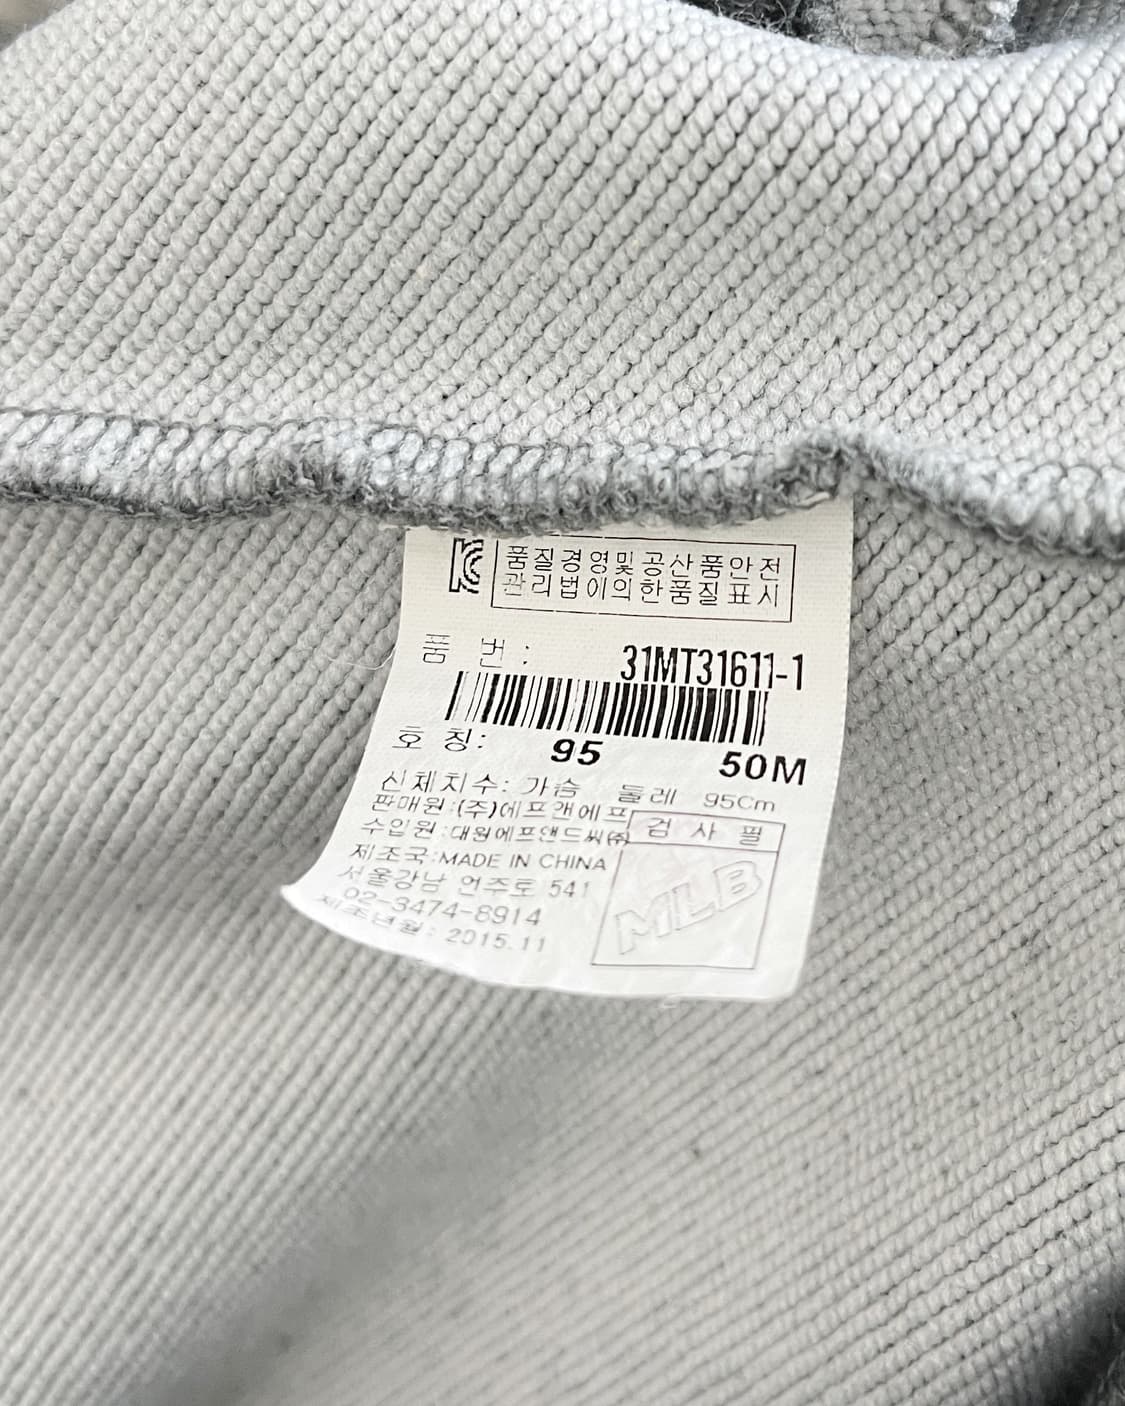 품질경영및공산품안전
관리법이의한품질표시
품 번 : 31MT31611-1
호 칭: 95 50M
신체치수: 가슴 둘레 95Cm
판매원:(주)에프앤에프
수입원:대원에프앤드씨㈜
검 사 필
제조국:MADE IN CHINA
MLB
서울강남 언주로 541
02-3474-8914
제조년월: 2015.11